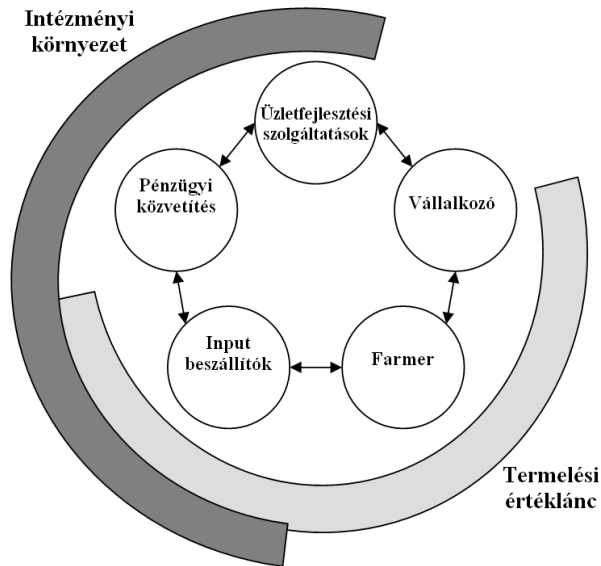 Intézményi
környezet
Üzletfejlesztési
szolgáltatások
Pénzügyi
közvetítés
Vállalkozó
Input
beszállítók
Farmer
Termelési
értéklánc